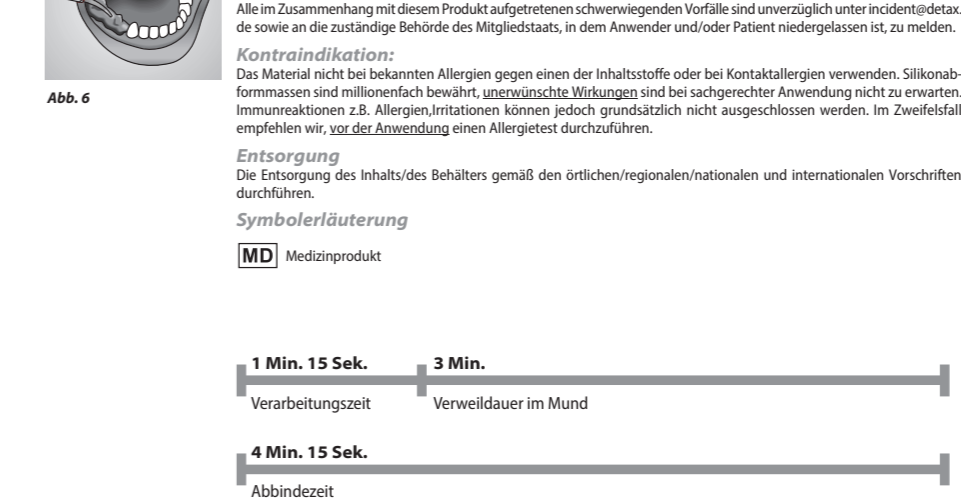 Alle im Zusammenhang mit diesem Produkt aufgetretenen schwerwiegenden Vorfälle sind unverzüglich unter incident@detax.
de sowie an die zuständige Behörde des Mitgliedstaats, in dem Anwender und/oder Patient niedergelassen ist, zu melden.
Kontraindikation:
Das Material nicht bei bekannten Allergien gegen einen der Inhaltsstoffe oder bei Kontaktallergien verwenden. Silikonab-
formmassen sind millionenfach bewährt, unerwünschte Wirkungen sind bei sachgerechter Anwendung nicht zu erwarten.
Immunreaktionen z.B. Allergien,Irritationen können jedoch grundsätzlich nicht ausgeschlossen werden. Im Zweifelsfall
empfehlen wir, vor der Anwendung einen Allergietest durchzuführen.
Abb. 6
Entsorgung
Die Entsorgung des Inhalts/des Behälters gemäß den örtlichen/regionalen/nationalen und internationalen Vorschriften
durchführen.
Symbolerläuterung
MD Medizinprodukt
1 Min. 15 Sek. 3 Min.
Verarbeitungszeit Verweildauer im Mund
4 Min. 15 Sek.
Abbindezeit